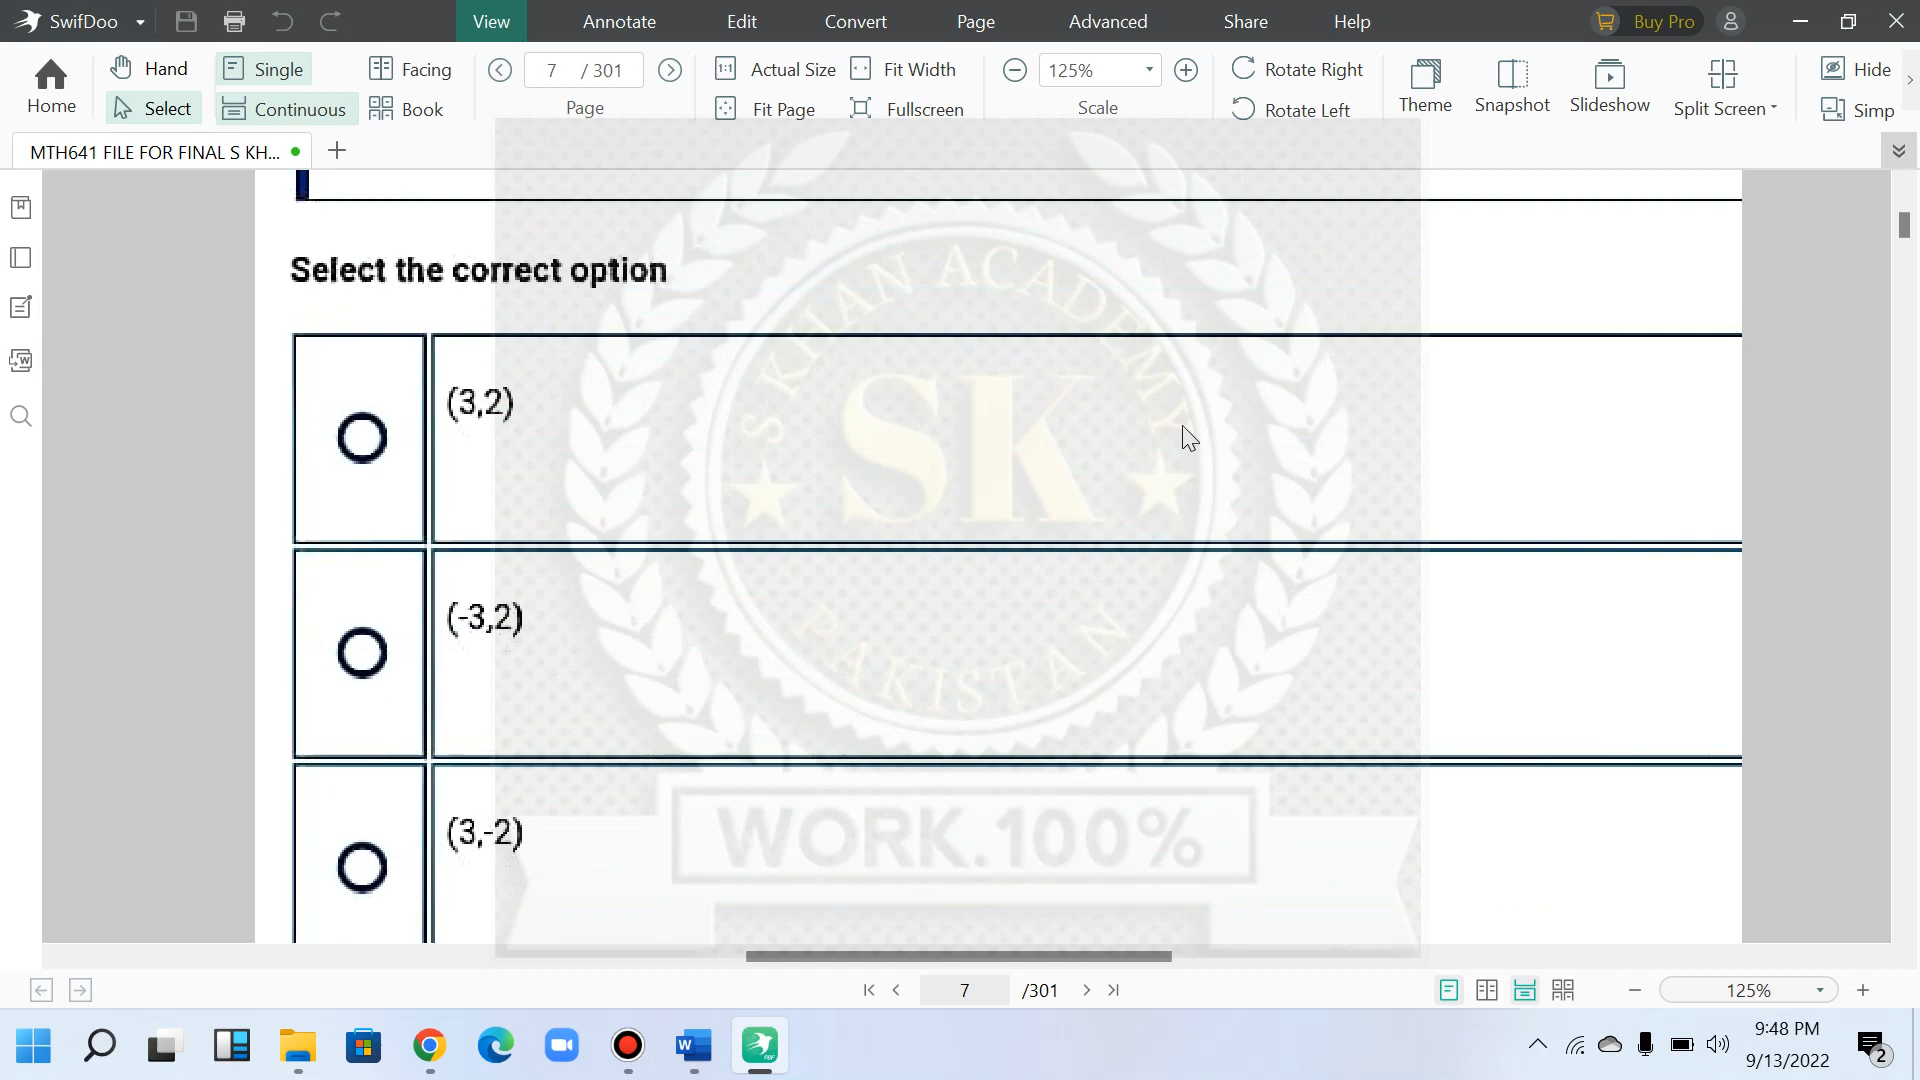 SwifDoo View Annotate Edit Convert Page Advanced Share Help Buy Pro
Home Hand Single Facing 7 / 301 Actual Size Fit Width 125% Rotate Right Theme Snapshot Slideshow Split Screen Hide
Select Continuous Book Page Fit Page Fullscreen Scale Rotate Left Simp
MTH641 FILE FOR FINAL S KH...
Select the correct option
(3,2)
(-3,2)
(3,-2)
S KHAN ACADEMY
SK
PAKISTAN
WORK.100%
7 /301 125%
9:48 PM
9/13/2022
2